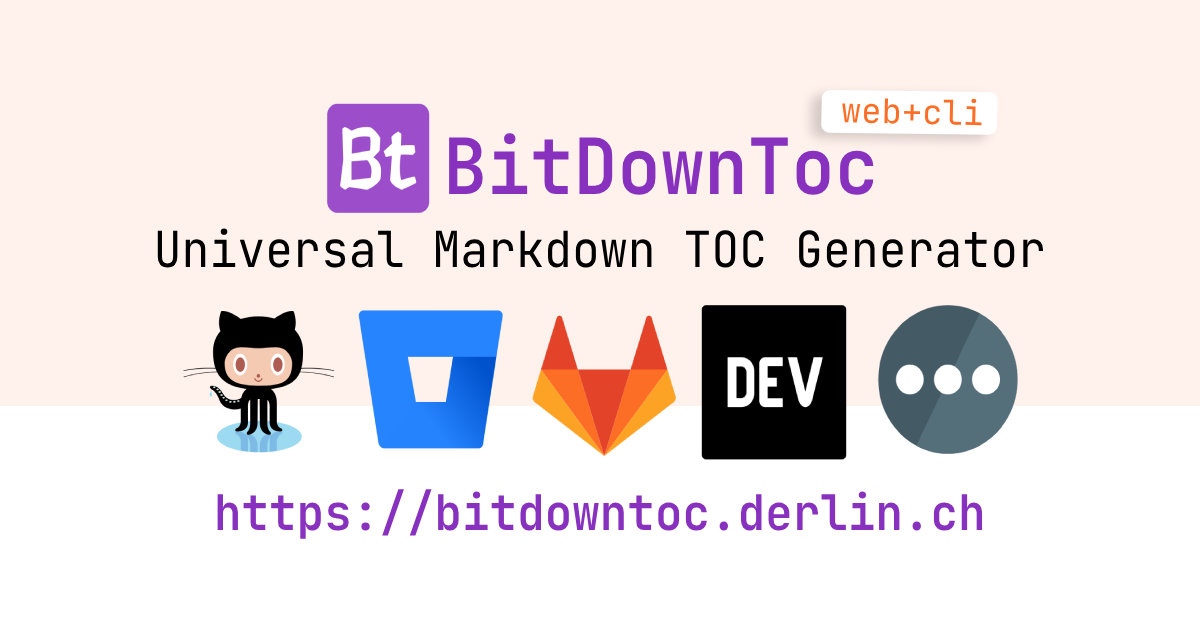 web+cli
Bt BitDownToc
Universal Markdown TOC Generator
DEV
https://bitdowntoc.derlin.ch